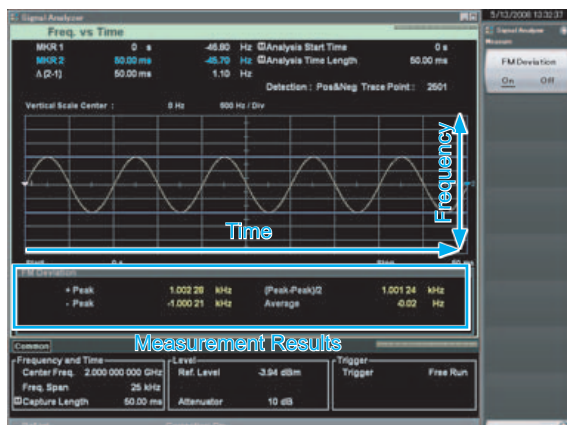 Signal Analyzer
5/13/2008 13:32:37
Freq. vs Time
Signal Analyzer
Measure
MKR 1 0 s -46.80 Hz Analysis Start Time 0 s
MKR 2 50.00 ms -45.70 Hz Analysis Time Length 50.00 ms
Δ (2-1) 50.00 ms 1.10 Hz
Detection : Pos&Neg Trace Point : 2501
FM Deviation
On Off
Vertical Scale Center : 0 Hz 600 Hz / Div
Frequency
Time
Start 0 s Stop 50 ms
FM Deviation
+ Peak 1.002 28 kHz (Peak-Peak)/2 1.001 24 kHz
- Peak -1.000 21 kHz Average -0.02 Hz
Measurement Results
Common
Frequency and Time Level Trigger
Center Freq. 2.000 000 000 GHz Ref. Level -3.94 dBm Trigger Free Run
Freq. Span 25 kHz
Capture Length 50.00 ms Attenuator 10 dB